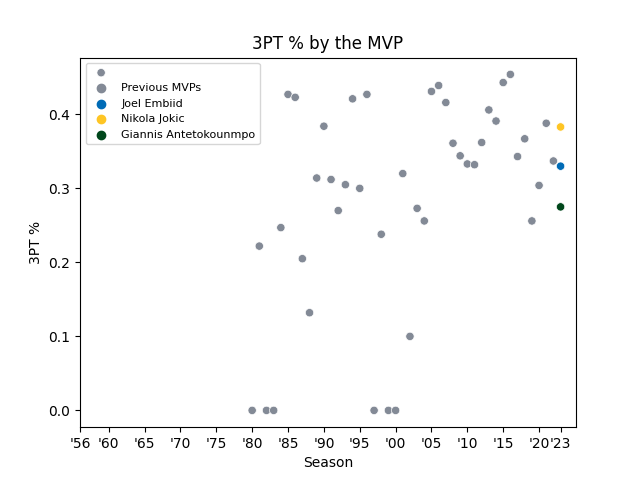 3PT % by the MVP
Previous MVPs
Joel Embiid
Nikola Jokic
Giannis Antetokounmpo
0.4
0.3
0.2
0.1
0.0
3PT %
'56 '60 '65 '70 '75 '80 '85 '90 '95 '00 '05 '10 '15 '20 '23
Season